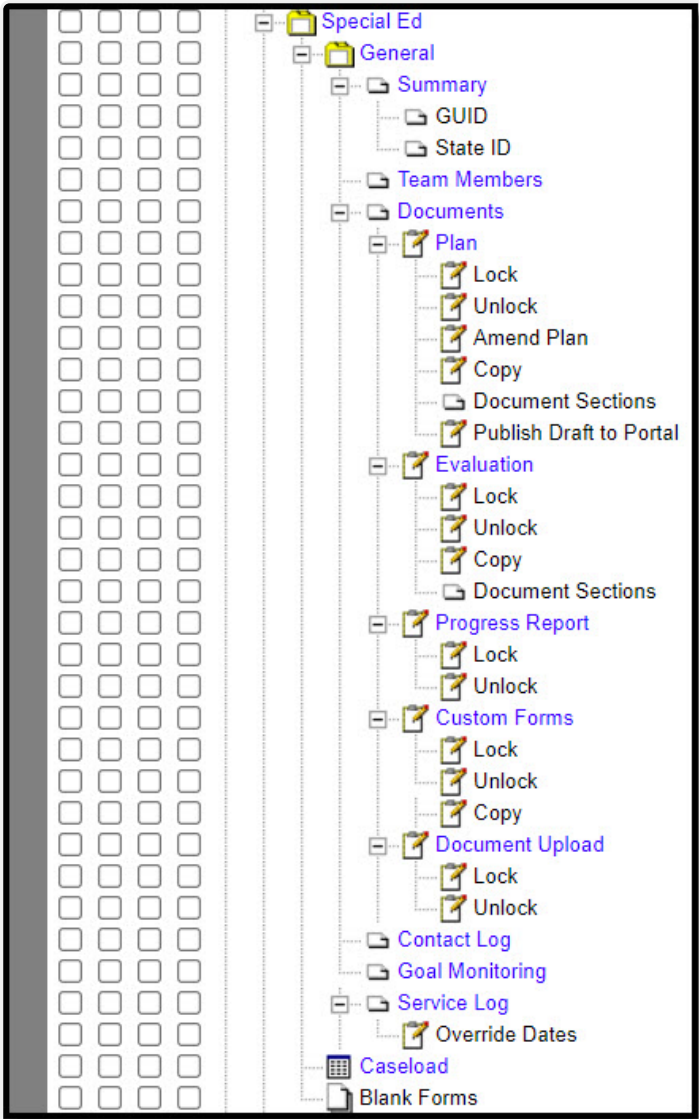 Special Ed
General
Summary
GUID
State ID
Team Members
Documents
Plan
Lock
Unlock
Amend Plan
Copy
Document Sections
Publish Draft to Portal
Evaluation
Lock
Unlock
Copy
Document Sections
Progress Report
Lock
Unlock
Custom Forms
Lock
Unlock
Copy
Document Upload
Lock
Unlock
Contact Log
Goal Monitoring
Service Log
Override Dates
Caseload
Blank Forms